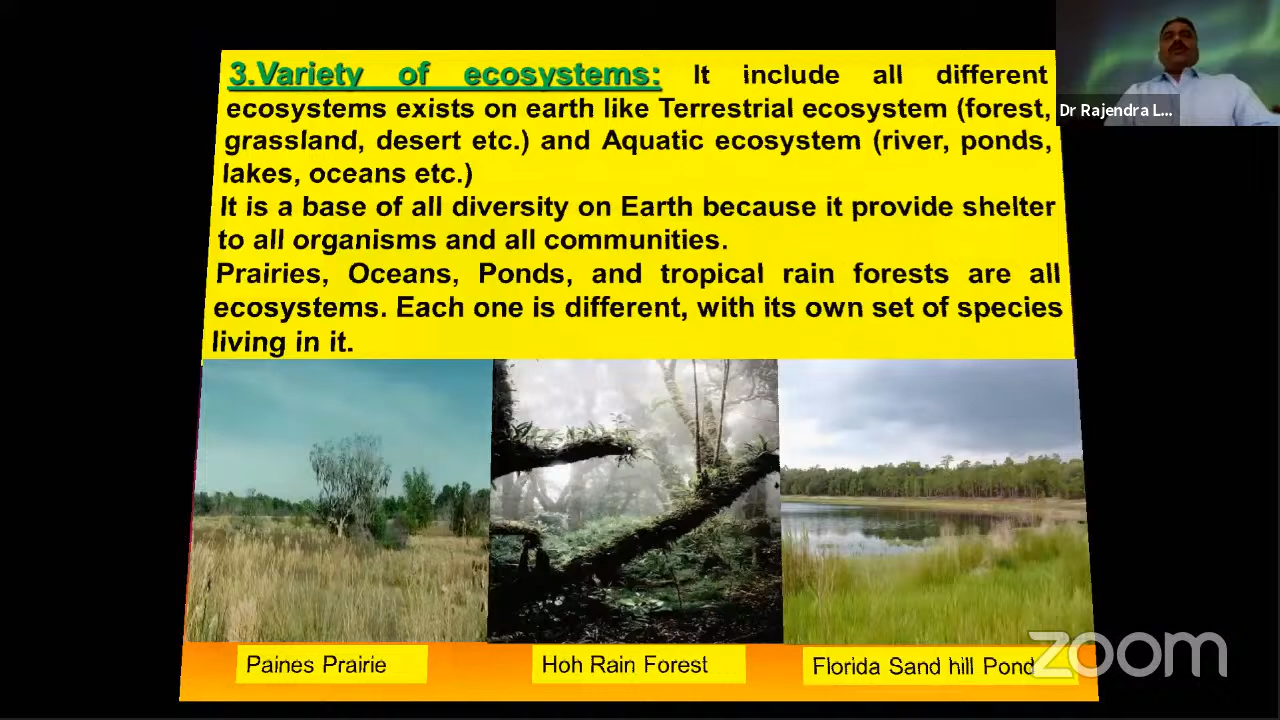 3.Variety of ecosystems: It include all different
ecosystems exists on earth like Terrestrial ecosystem (forest,
grassland, desert etc.) and Aquatic ecosystem (river, ponds,
lakes, oceans etc.)
It is a base of all diversity on Earth because it provide shelter
to all organisms and all communities.
Prairies, Oceans, Ponds, and tropical rain forests are all
ecosystems. Each one is different, with its own set of species
living in it.
Paines Prairie
Hoh Rain Forest
Florida Sand hill Pond
Dr Rajendra L...
zoom